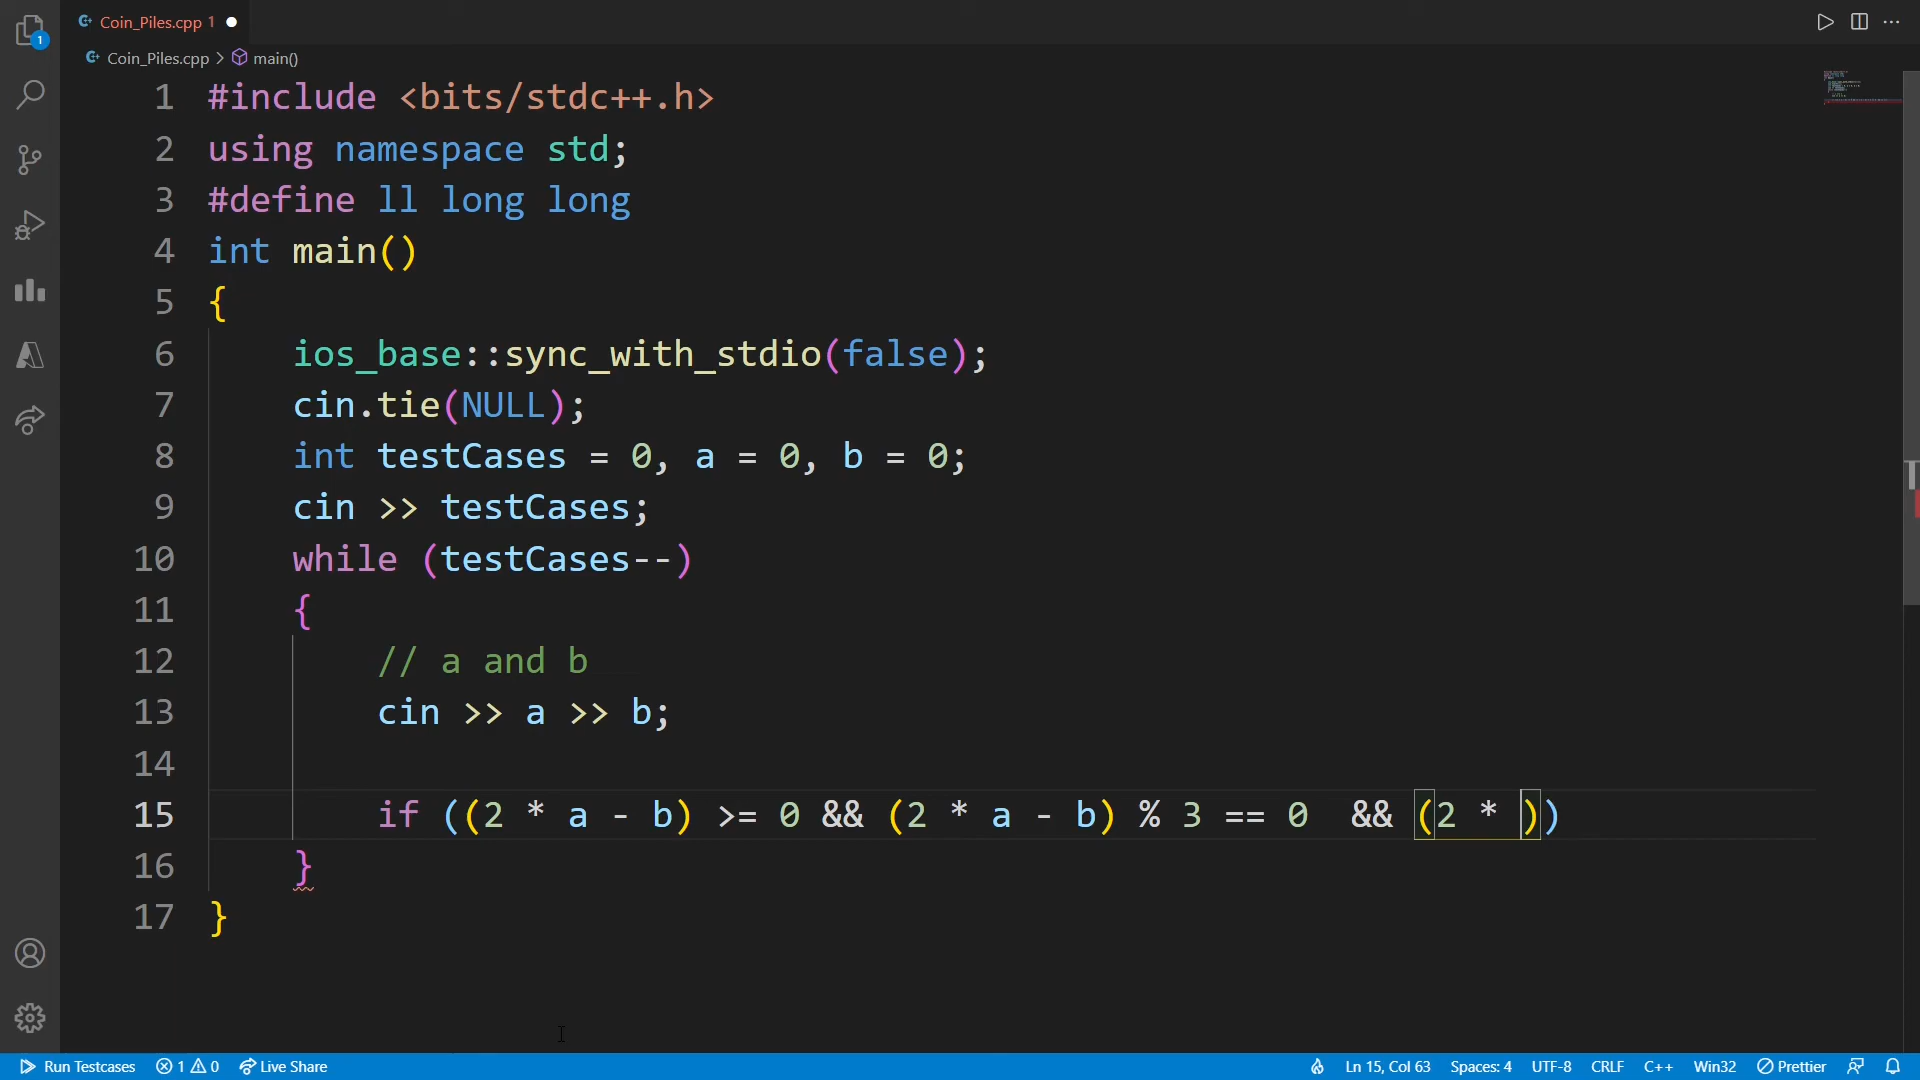 Coin_Piles.cpp 1
Coin_Piles.cpp > main()
1
1 #include <bits/stdc++.h>
2 using namespace std;
3 #define ll long long
4 int main()
5 {
6 ios_base::sync_with_stdio(false);
7 cin.tie(NULL);
8 int testCases = 0, a = 0, b = 0;
9 cin >> testCases;
10 while (testCases--)
11 {
12 // a and b
13 cin >> a >> b;
14
15 if ((2 * a - b) >= 0 && (2 * a - b) % 3 == 0  && (2 * ))
16 }
17 }
Run Testcases 1 0 Live Share Ln 15, Col 63 Spaces: 4 UTF-8 CRLF C++ Win32 Prettier